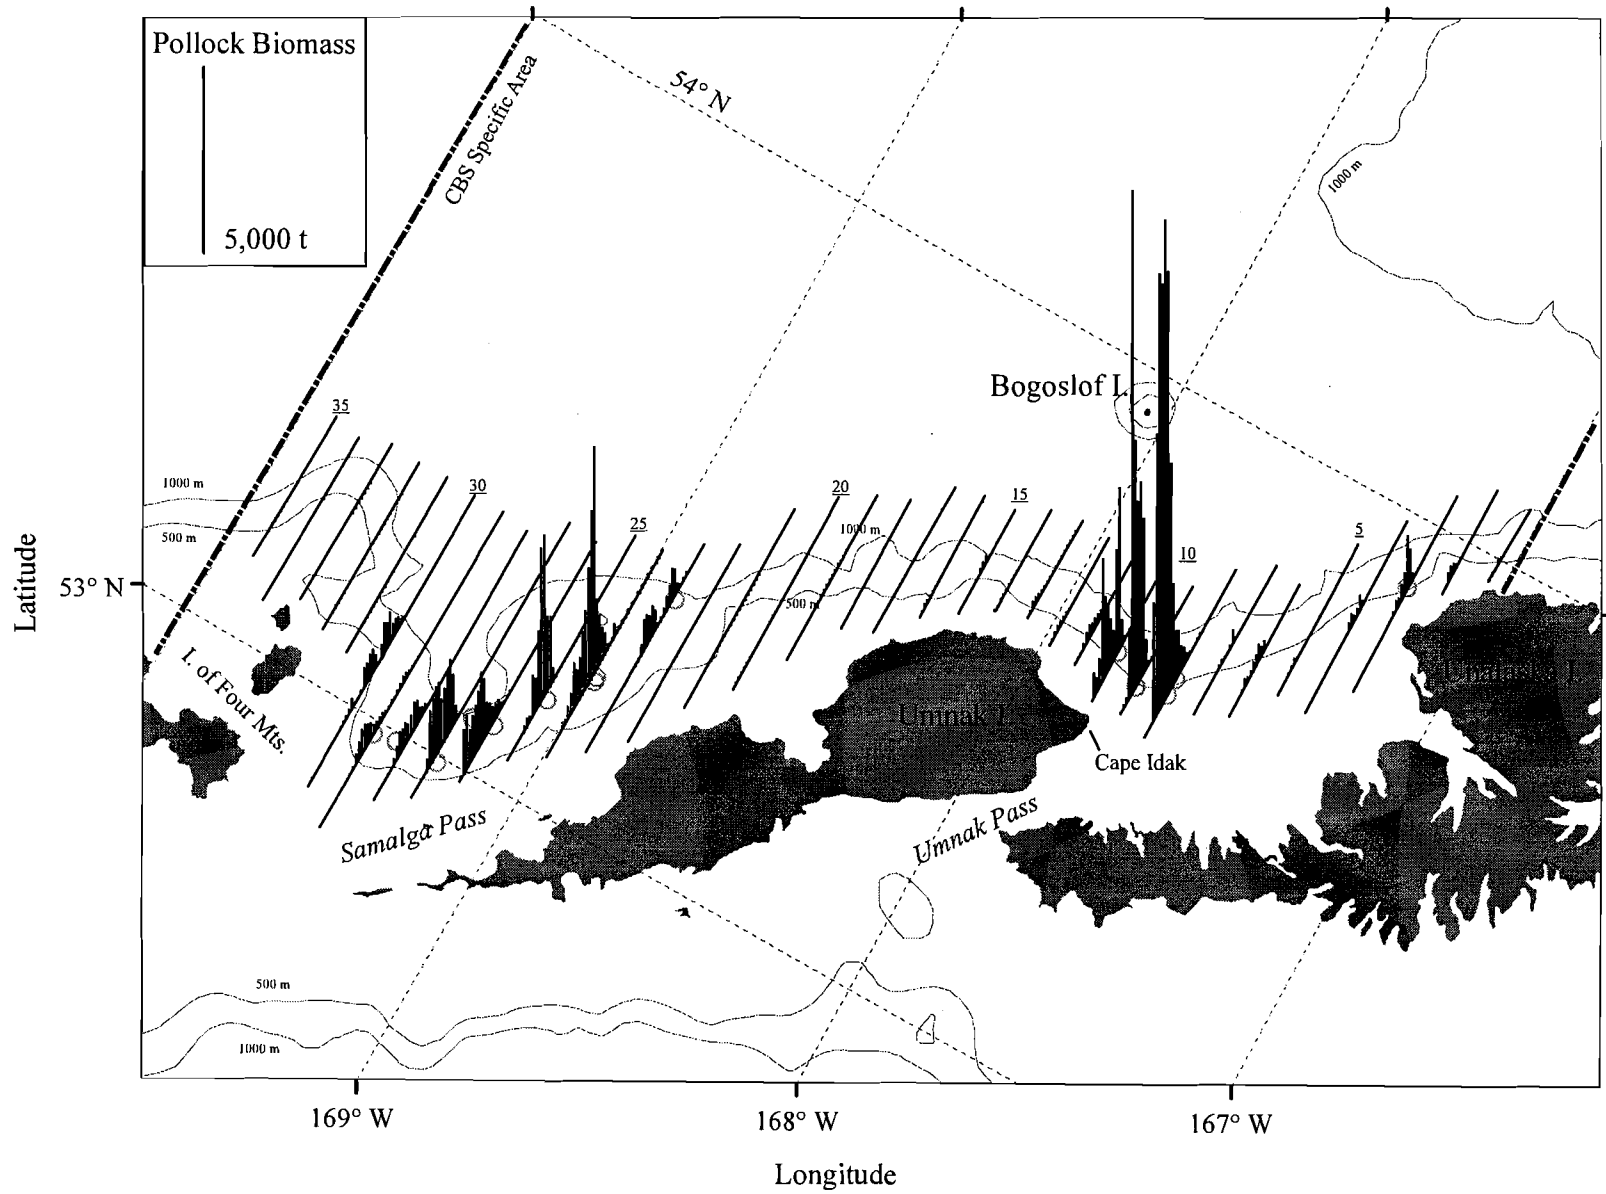 Pollock Biomass
5,000 t
CBS Specific Area
54° N
1000 m
Bogoslof I.
35
30
25
20
15
10
5
1000 m
500 m
1000 m
500 m
53° N
Latitude
I. of Four Mts.
Umnak I.
Unalaska I.
Cape Idak
Samalga Pass
Umnak Pass
500 m
1000 m
169° W
168° W
167° W
Longitude